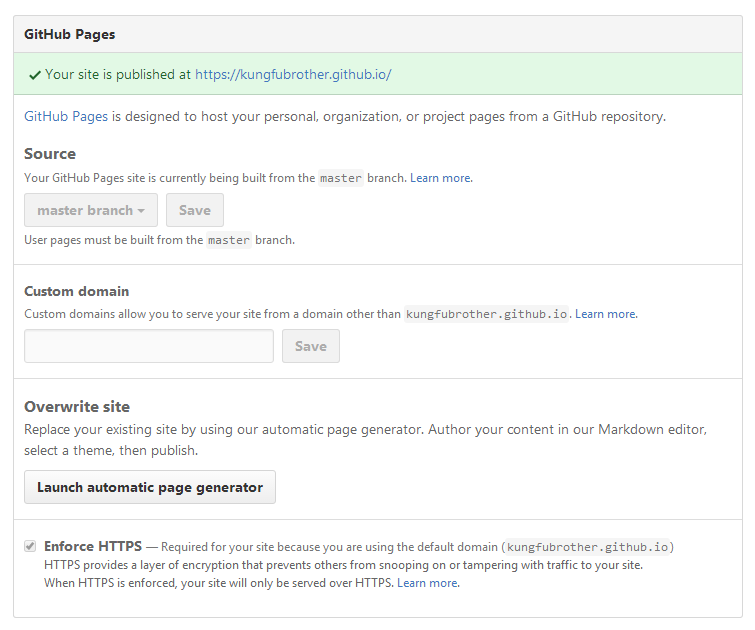 GitHub Pages
Your site is published at https://kungfubrother.github.io/
GitHub Pages is designed to host your personal, organization, or project pages from a GitHub repository.
Source
Your GitHub Pages site is currently being built from the master branch. Learn more.
master branch Save
User pages must be built from the master branch.
Custom domain
Custom domains allow you to serve your site from a domain other than kungfubrother.github.io. Learn more.
Save
Overwrite site
Replace your existing site by using our automatic page generator. Author your content in our Markdown editor,
select a theme, then publish.
Launch automatic page generator
Enforce HTTPS — Required for your site because you are using the default domain (kungfubrother.github.io)
HTTPS provides a layer of encryption that prevents others from snooping on or tampering with traffic to your site.
When HTTPS is enforced, your site will only be served over HTTPS. Learn more.